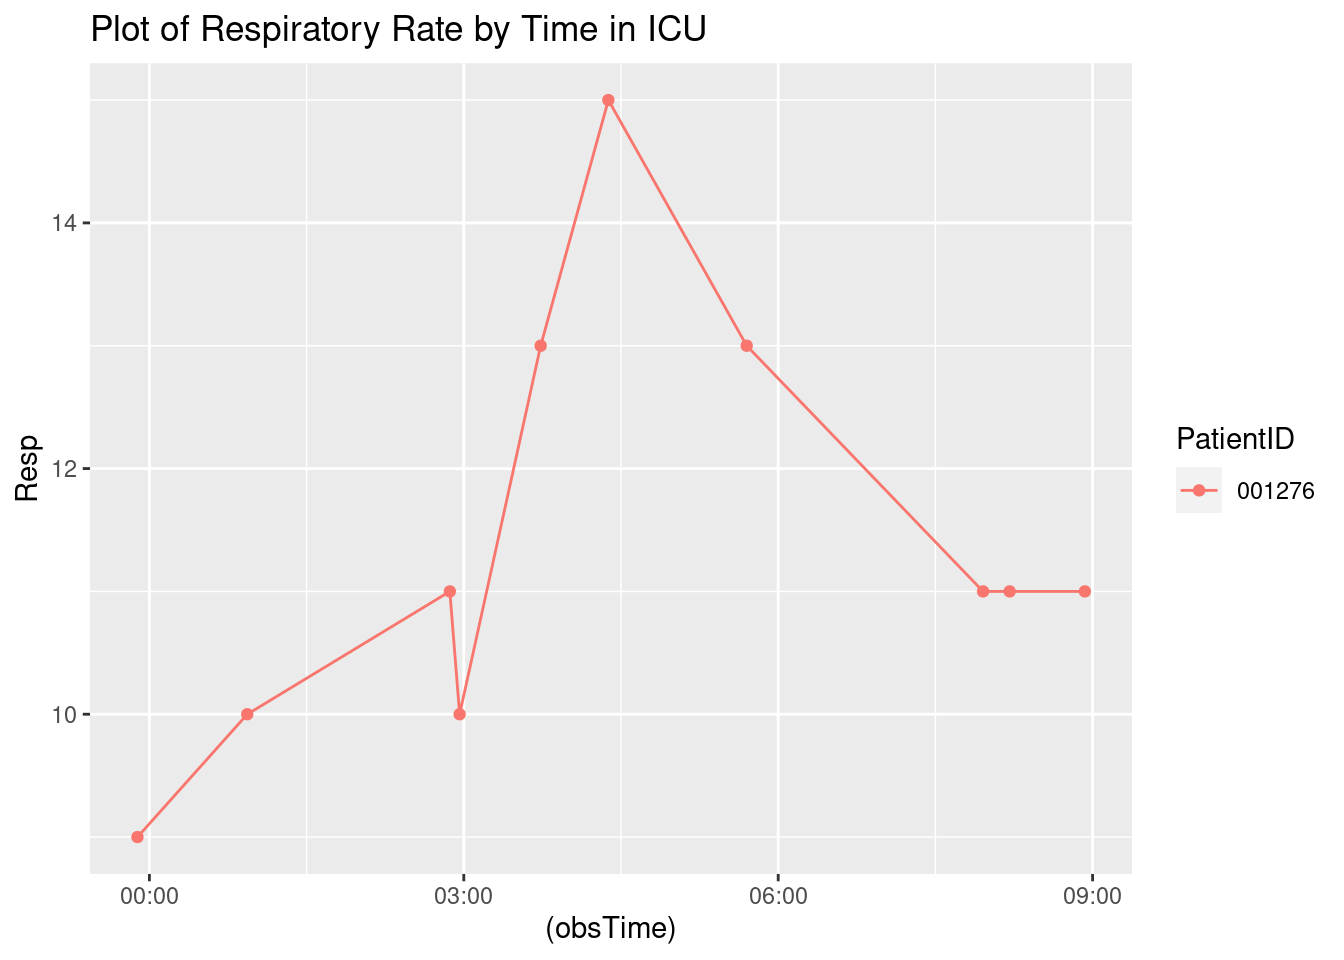 Plot of Respiratory Rate by Time in ICU
14
12
10
Resp
00:00 03:00 06:00 09:00
(obsTime)
PatientID
001276